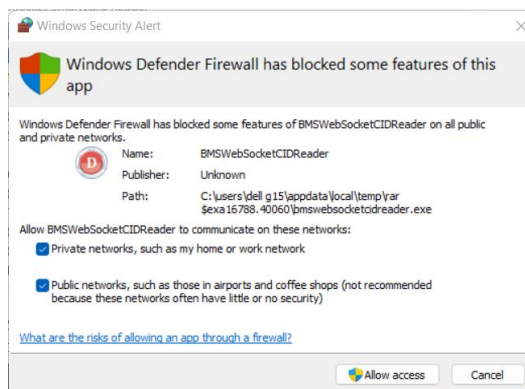 Windows Security Alert
Windows Defender Firewall has blocked some features of this
app
Windows Defender Firewall has blocked some features of BMSWebSocketCIDReader on all public
and private networks.
D
Name: BMSWebSocketCIDReader
Publisher: Unknown
Path: C:\users\dell g15\appdata\local\temp\rar
$exa16788.40060\bmswebsocketcidreader.exe
Allow BMSWebSocketCIDReader to communicate on these networks:
Private networks, such as my home or work network
Public networks, such as those in airports and coffee shops (not recommended
because these networks often have little or no security)
What are the risks of allowing an app through a firewall?
Allow access Cancel